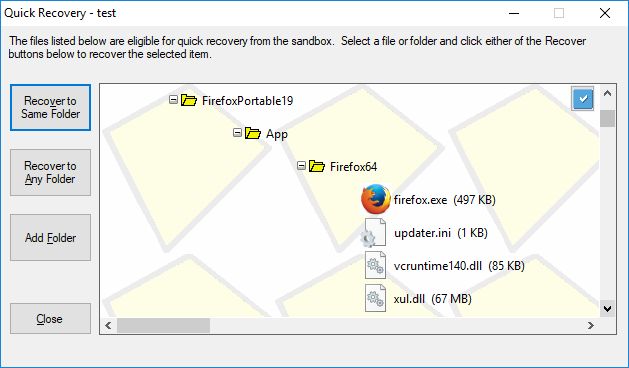 Quick Recovery - test
The files listed below are eligible for quick recovery from the sandbox.  Select a file or folder and click either of the Recover
buttons below to recover the selected item.
Recover to
Same Folder
Recover to
Any Folder
Add Folder
Close
FirefoxPortable19
App
Firefox64
firefox.exe  (497 KB)
updater.ini  (1 KB)
vcruntime140.dll  (85 KB)
xul.dll  (67 MB)